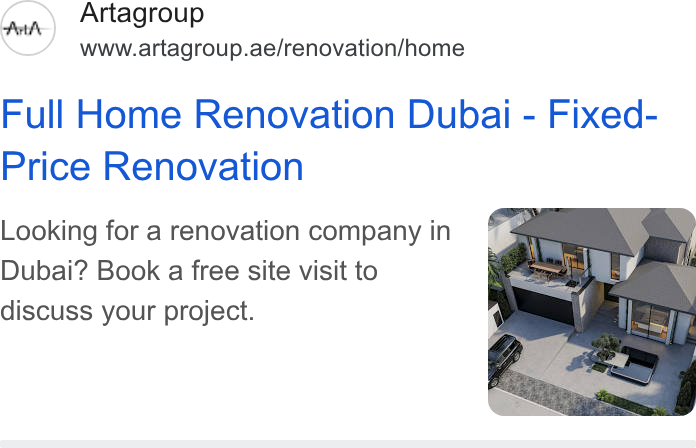 ArtA
Artagroup
www.artagroup.ae/renovation/home
Full Home Renovation Dubai - Fixed-
Price Renovation
Looking for a renovation company in
Dubai? Book a free site visit to
discuss your project.